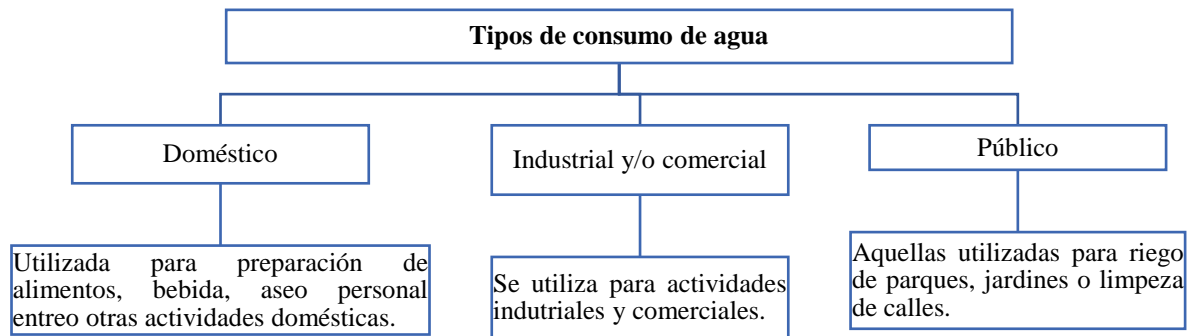 Tipos de consumo de agua
Doméstico
Industrial y/o comercial
Público
Utilizada para preparación de
alimentos, bebida, aseo personal
entreo otras actividades domésticas.
Se utiliza para actividades
indutriales y comerciales.
Aquellas utilizadas para riego
de parques, jardines o limpeza
de calles.